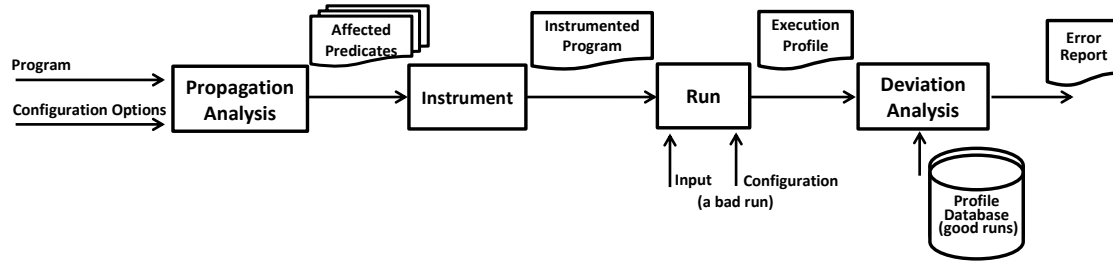 Affected
Predicates
Instrumented
Program
Execution
Profile
Error
Report
Program
Configuration Options
Propagation
Analysis
Instrument
Run
Deviation
Analysis
Input
Configuration
(a bad run)
Profile
Database
(good runs)